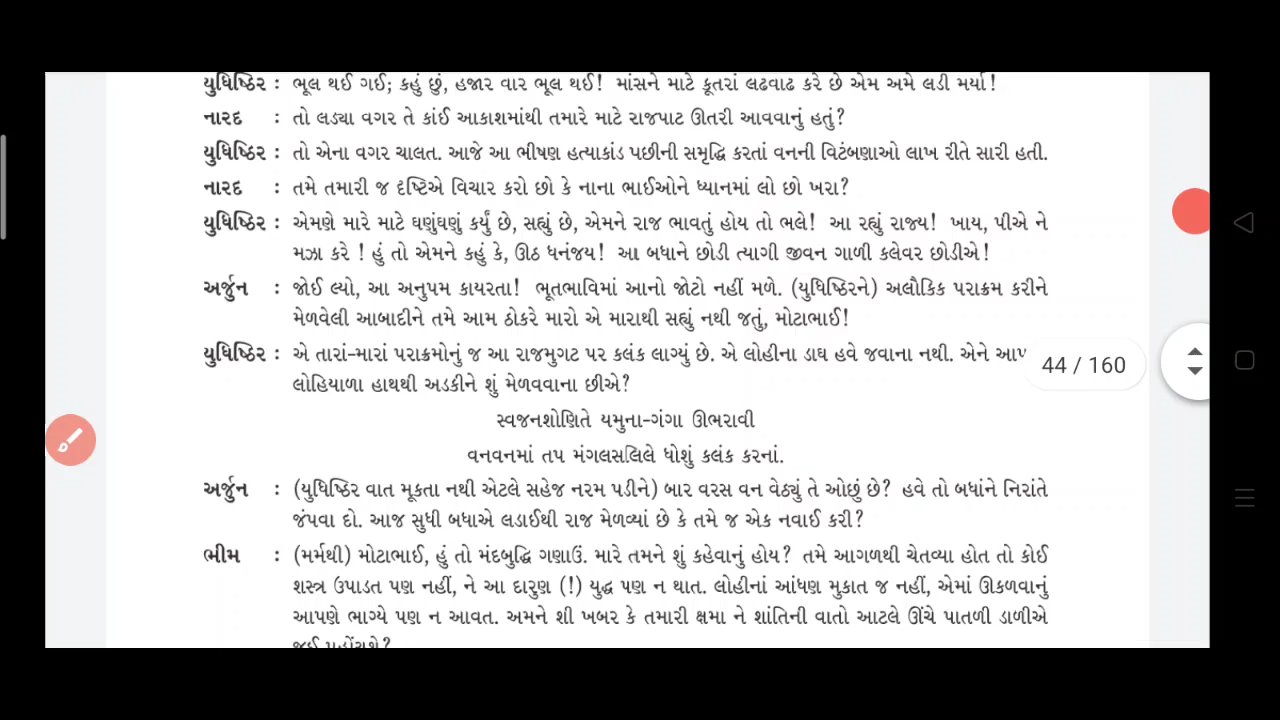 યુધિષ્ઠિર : ભૂલ થઈ ગઈ; કહું છું, હજાર વાર ભૂલ થઈ! માંસને માટે કૂતરાં લઢવાઢ કરે છે એમ અમે લડી મર્યા!
નારદ : તો લડ્યા વગર તે કાંઈ આકાશમાંથી તમારે માટે રાજપાટ ઊતરી આવવાનું હતું?
યુધિષ્ઠિર : તો એના વગર ચાલત. આજે આ ભીષણ હત્યાકાંડ પછીની સમૃદ્ધિ કરતાં વનની વિટંબણાઓ લાખ રીતે સારી હતી.
નારદ : તમે તમારી જ દૃષ્ટિએ વિચાર કરો છો કે નાના ભાઈઓને ધ્યાનમાં લો છો ખરા?
યુધિષ્ઠિર : એમણે મારે માટે ઘણુંઘણું કર્યું છે, સહ્યું છે, એમને રાજ ભાવતું હોય તો ભલે! આ રહ્યું રાજ્ય! ખાય, પીએ ને
મઝા કરે ! હું તો એમને કહું કે, ઊઠ ધનંજય! આ બધાને છોડી ત્યાગી જીવન ગાળી કલેવર છોડીએ!
અર્જુન : જોઈ લ્યો, આ અનુપમ કાયરતા! ભૂતભાવિમાં આનો જોટો નહીં મળે. (યુધિષ્ઠિરને) અલૌકિક પરાક્રમ કરીને
મેળવેલી આબાદીને તમે આમ ઠોકરે મારો એ મારાથી સહ્યું નથી જતું, મોટાભાઈ!
યુધિષ્ઠિર : એ તારાં-મારાં પરાક્રમોનું જ આ રાજમુગટ પર કલંક લાગ્યું છે. એ લોહીના ડાઘ હવે જવાના નથી. એને
લોહિયાળા હાથથી અડકીને શું મેળવવાના છીએ?
44 / 160
સ્વજનશોણિતે યમુના-ગંગા ઊભરાવી
વનવનમાં તપ મંગલસલિલે ધોશું કલંક કરનાં.
અર્જુન : (યુધિષ્ઠિર વાત મૂકતા નથી એટલે સહેજ નરમ પડીને) બાર વરસ વન વેઠ્યું તે ઓછું છે? હવે તો બધાંને નિરાંતે
જંપવા દો. આજ સુધી બધાએ લડાઈથી રાજ મેળવ્યાં છે કે તમે જ એક નવાઈ કરી?
ભીમ : (મર્મથી) મોટાભાઈ, હું તો મંદબુદ્ધિ ગણાઉં. મારે તમને શું કહેવાનું હોય? તમે આગળથી ચેતવ્યા હોત તો કોઈ
શસ્ત્ર ઉપાડત પણ નહીં, ને આ દારુણ (!) યુદ્ધ પણ ન થાત. લોહીનાં આંધણ મુકાત જ નહીં, એમાં ઊકળવાનું
આપણે ભાગ્યે પણ ન આવત. અમને શી ખબર કે તમારી ક્ષમા ને શાંતિની વાતો આટલે ઊંચે પાતળી ડાળીએ